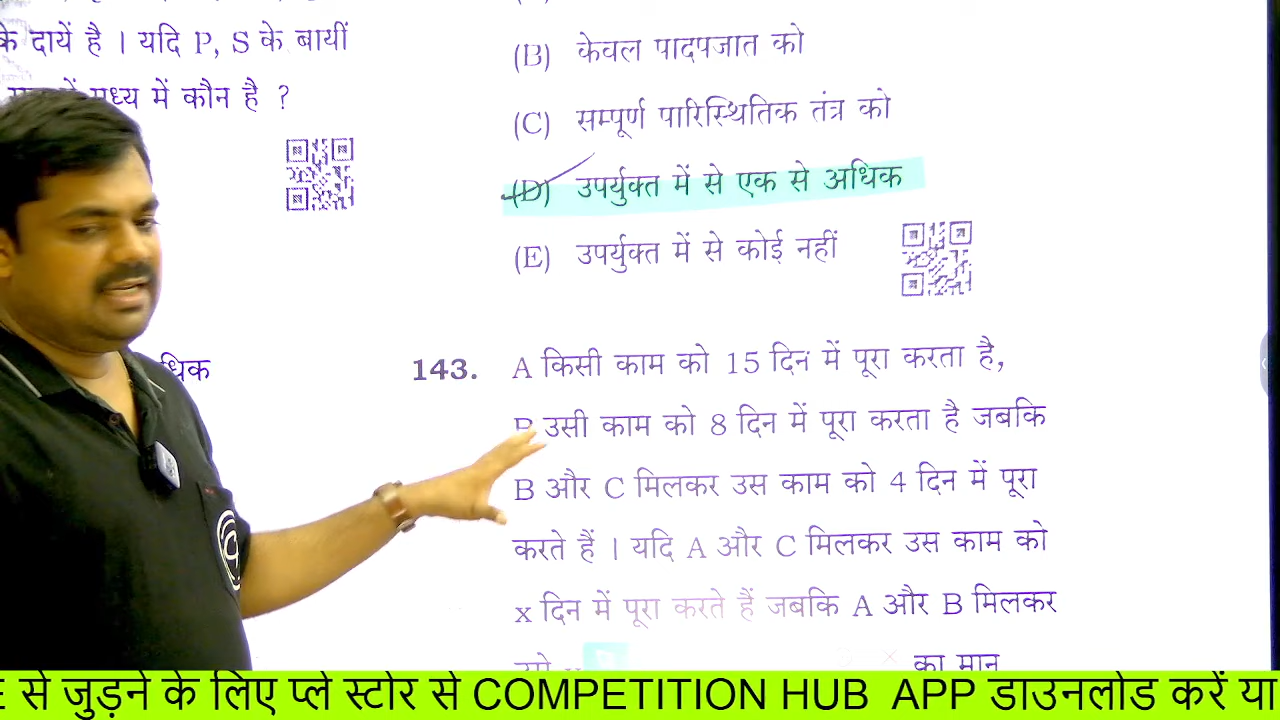 के दायें है । यदि P, S के बायीं
मध्य में कौन है ?
(B) केवल पादपजात को
(C) सम्पूर्ण पारिस्थितिक तंत्र को
(D) उपर्युक्त में से एक से अधिक
(E) उपर्युक्त में से कोई नहीं
धिक
143. A किसी काम को 15 दिन में पूरा करता है,
B उसी काम को 8 दिन में पूरा करता है जबकि
B और C मिलकर उस काम को 4 दिन में पूरा
करते हैं । यदि A और C मिलकर उस काम को
x दिन में पूरा करते हैं जबकि A और B मिलकर
का मान
E से जुड़ने के लिए प्ले स्टोर से COMPETITION HUB APP डाउनलोड करें या